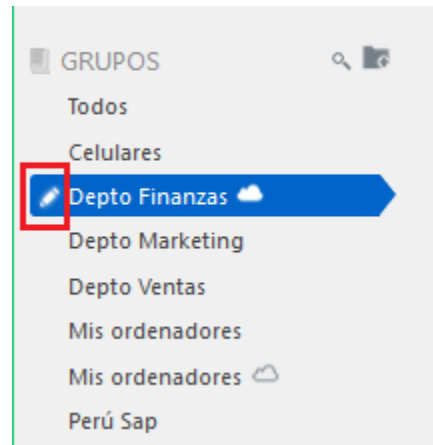 GRUPOS
Todos
Celulares
Depto Finanzas
Depto Marketing
Depto Ventas
Mis ordenadores
Mis ordenadores
Perú Sap